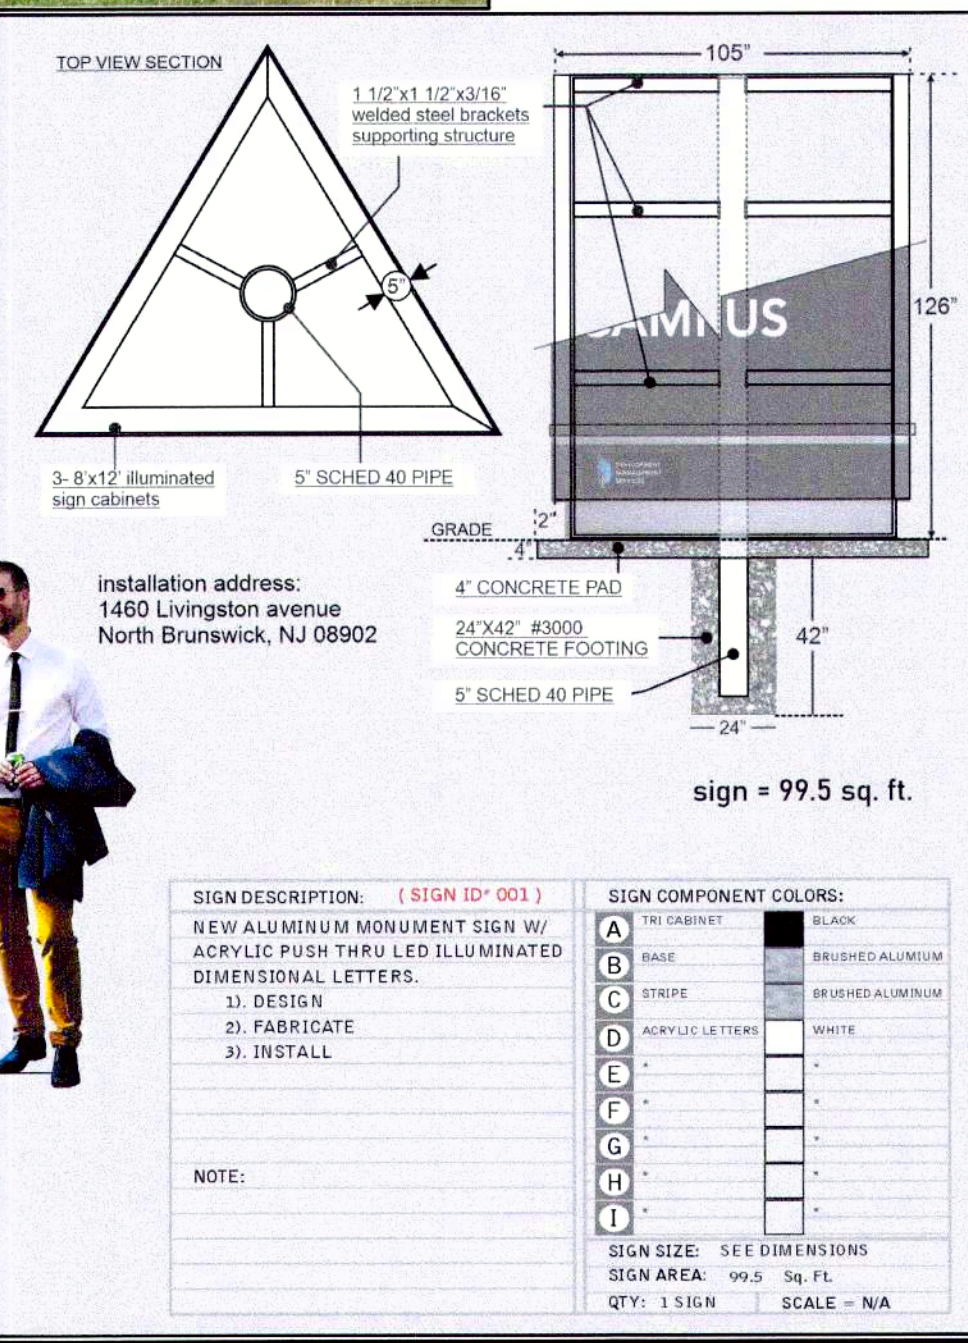 TOP VIEW SECTION
1 1/2"x1 1/2"x3/16"
welded steel brackets
supporting structure
105"
5"
126"
AMPUS
3- 8'x12' illuminated
sign cabinets
5" SCHED 40 PIPE
DEVELOPMENT
MANAGEMENT
SERVICES
GRADE
2"
4"
4" CONCRETE PAD
24"X42" #3000
CONCRETE FOOTING
5" SCHED 40 PIPE
42"
24"
installation address:
1460 Livingston avenue
North Brunswick, NJ 08902
sign = 99.5 sq. ft.
SIGN DESCRIPTION: ( SIGN ID# 001 )
NEW ALUMINUM MONUMENT SIGN W/
ACRYLIC PUSH THRU LED ILLUMINATED
DIMENSIONAL LETTERS.
1). DESIGN
2). FABRICATE
3). INSTALL
NOTE:
SIGN COMPONENT COLORS:
A TRI CABINET BLACK
B BASE BRUSHED ALUMIUM
C STRIPE BRUSHED ALUMINUM
D ACRYLIC LETTERS WHITE
E " "
F " "
G " "
H " "
I " "
SIGN SIZE: SEE DIMENSIONS
SIGN AREA: 99.5 Sq. Ft.
QTY: 1 SIGN SCALE = N/A